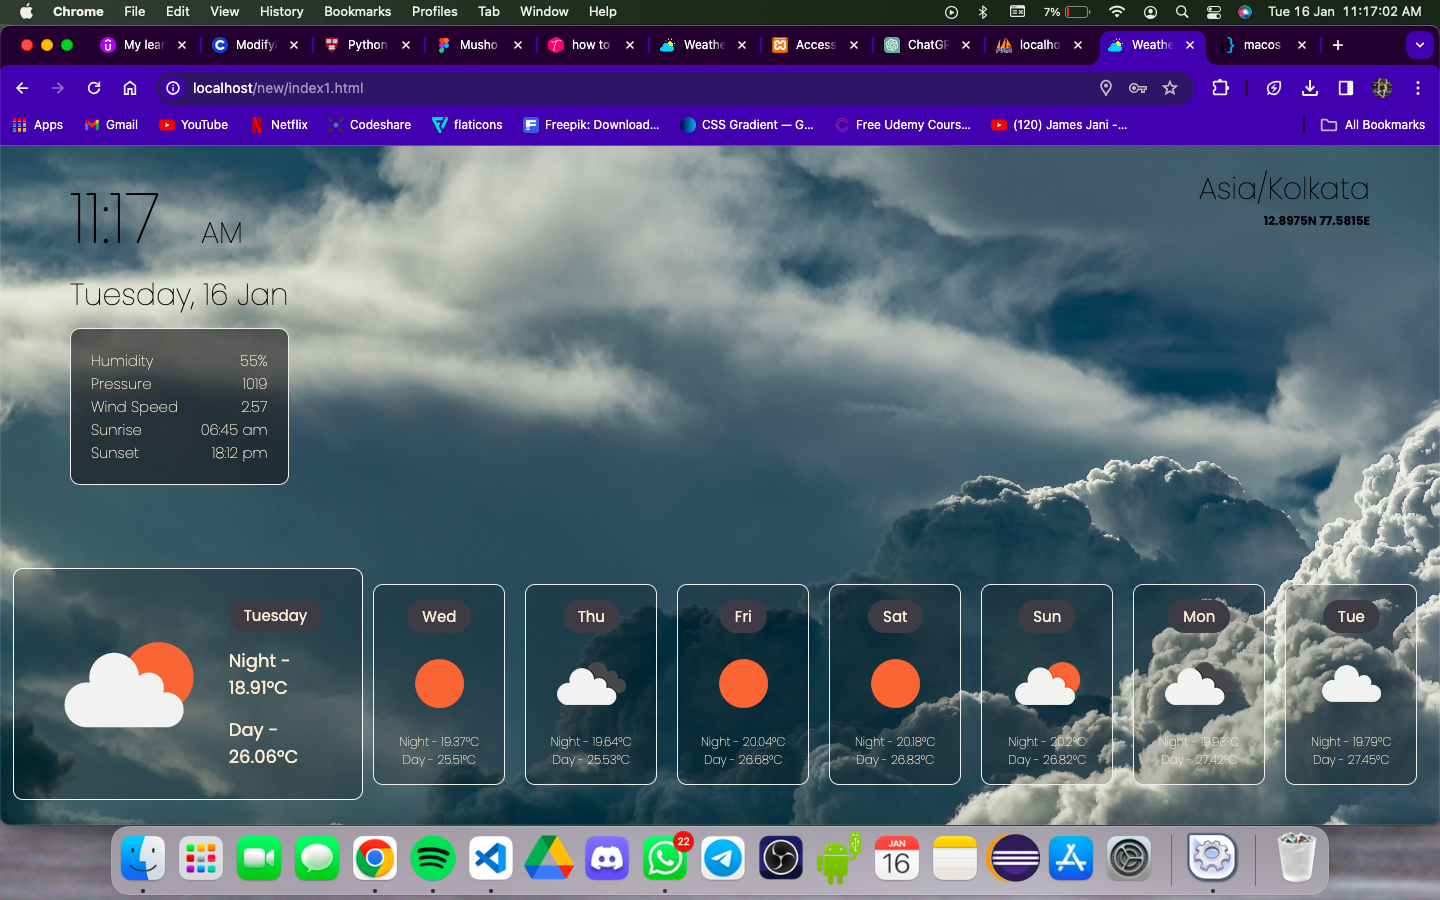 Chrome File Edit View History Bookmarks Profiles Tab Window Help 7% Tue 16 Jan 11:17:02 AM
My lear Modifyi Python Musho how to Weathe Access ChatGP localho Weathe macos
localhost/new/index1.html
Apps Gmail YouTube Netflix Codeshare flaticons Freepik: Download... CSS Gradient — G... Free Udemy Cours... (120) James Jani -... All Bookmarks
11:17 AM
Asia/Kolkata
12.8975N 77.5815E
Tuesday, 16 Jan
Humidity 55%
Pressure 1019
Wind Speed 2.57
Sunrise 06:45 am
Sunset 18:12 pm
Tuesday
Night -
18.91°C
Day -
26.06°C
Wed
Night - 19.37°C
Day - 25.51°C
Thu
Night - 19.64°C
Day - 25.53°C
Fri
Night - 20.04°C
Day - 26.68°C
Sat
Night - 20.18°C
Day - 26.83°C
Sun
Night - 20.2°C
Day - 26.82°C
Mon
Night - 19.93°C
Day - 27.42°C
Tue
Night - 19.79°C
Day - 27.45°C
22
JAN
16